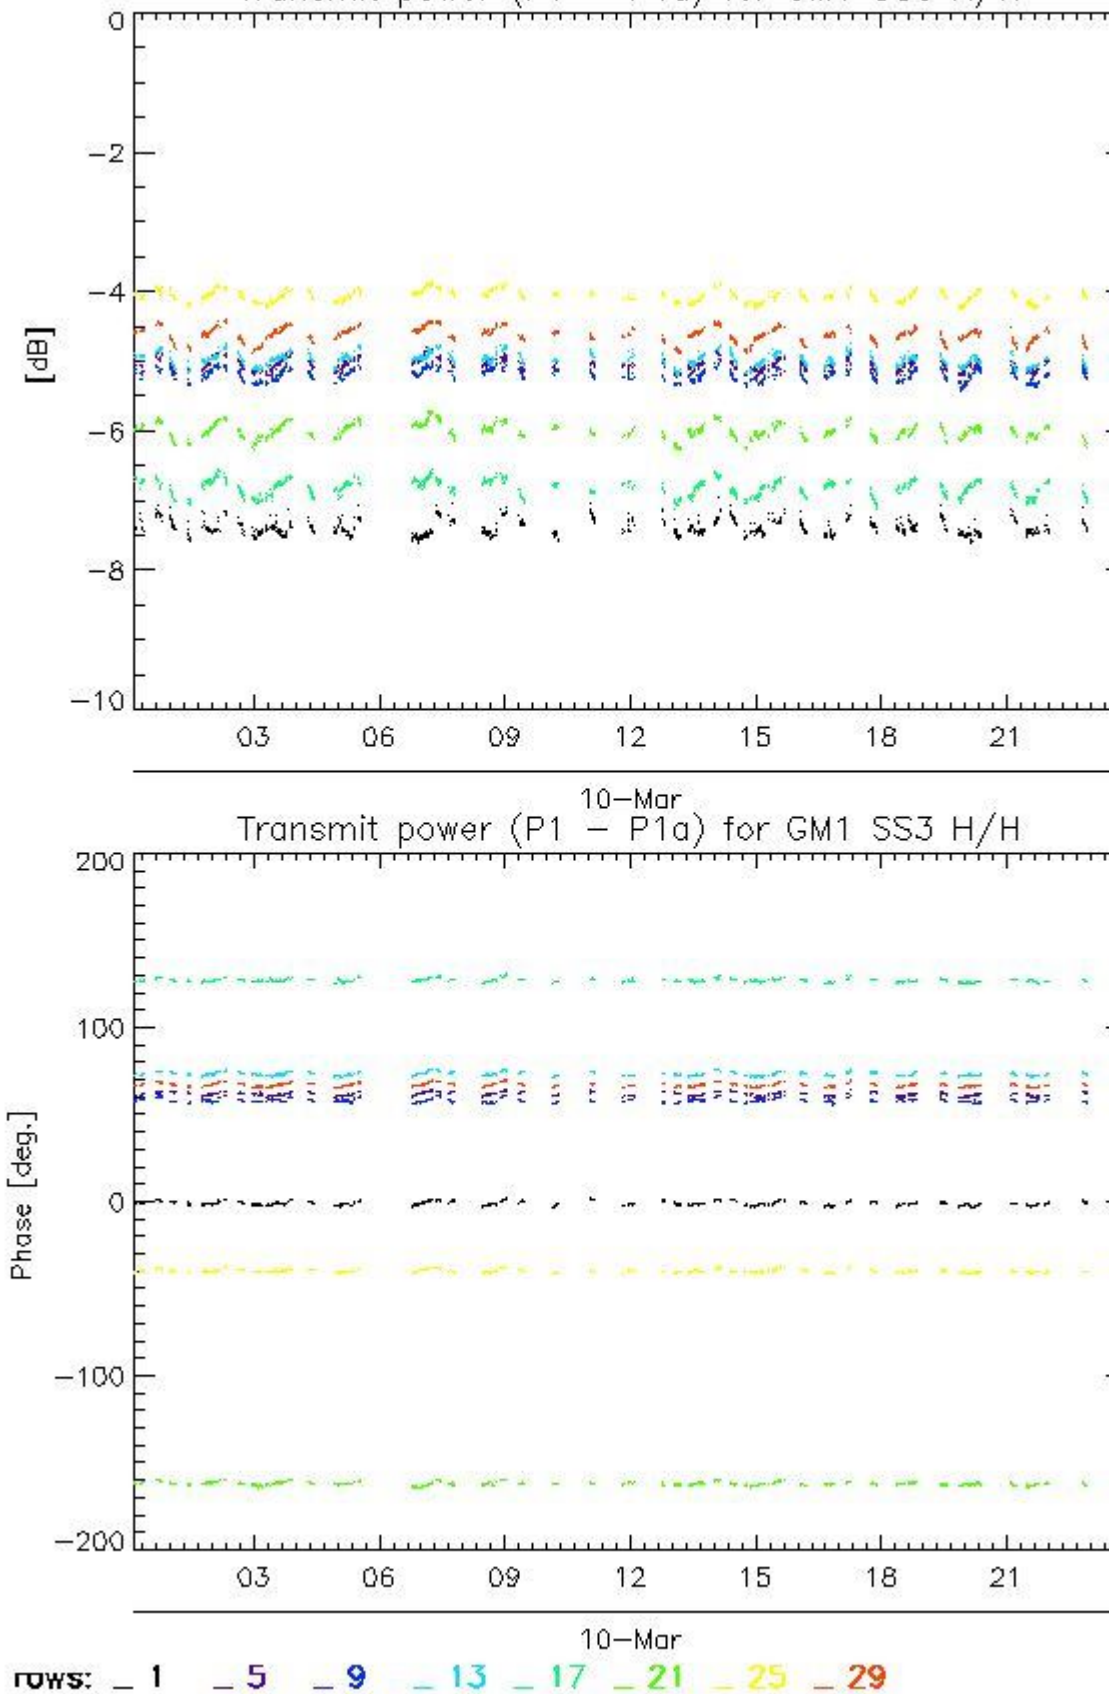 0
-2
-4
[dB]
-6
-8
-10
03 06 09 12 15 18 21
10-Mar
Transmit power (P1 - P1a) for GM1 SS3 H/H
200
100
0
Phase [deg.]
-100
-200
03 06 09 12 15 18 21
10-Mar
rows: _ 1 _ 5 _ 9 _ 13 _ 17 _ 21 _ 25 _ 29